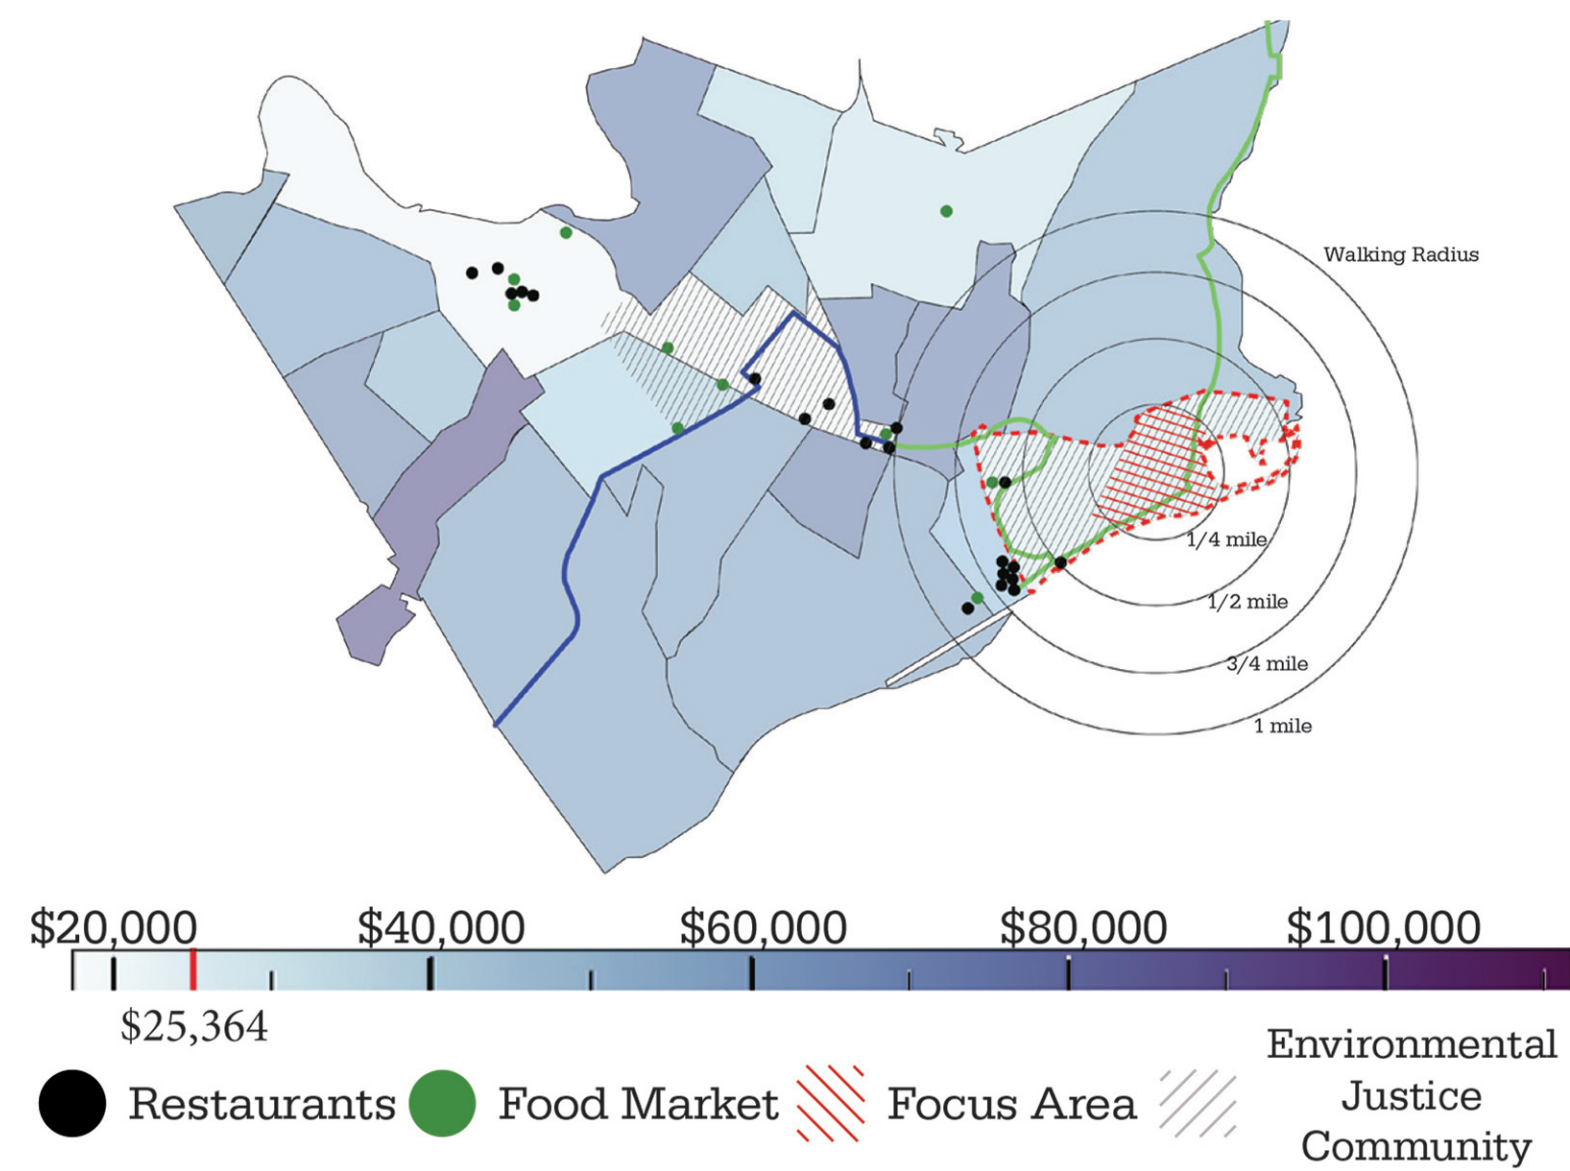 Walking Radius
1/4 mile
1/2 mile
3/4 mile
1 mile
$20,000 $40,000 $60,000 $80,000 $100,000
$25,364
Restaurants Food Market Focus Area Environmental
Justice
Community